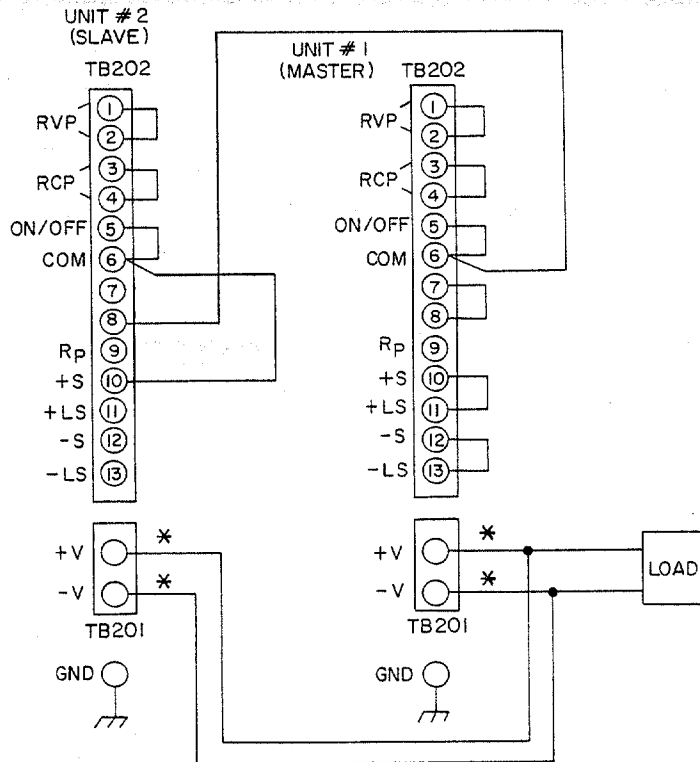 UNIT # 2
(SLAVE)
TB202
RVP
1
2
RCP
3
4
ON/OFF
5
COM
6
7
8
Rp
9
+S
10
+LS
11
-S
12
-LS
13
+V
*
-V
*
TB201
GND
UNIT # 1
(MASTER)
TB202
RVP
1
2
RCP
3
4
ON/OFF
5
COM
6
7
8
Rp
9
+S
10
+LS
11
-S
12
-LS
13
+V
*
-V
*
TB201
GND
LOAD